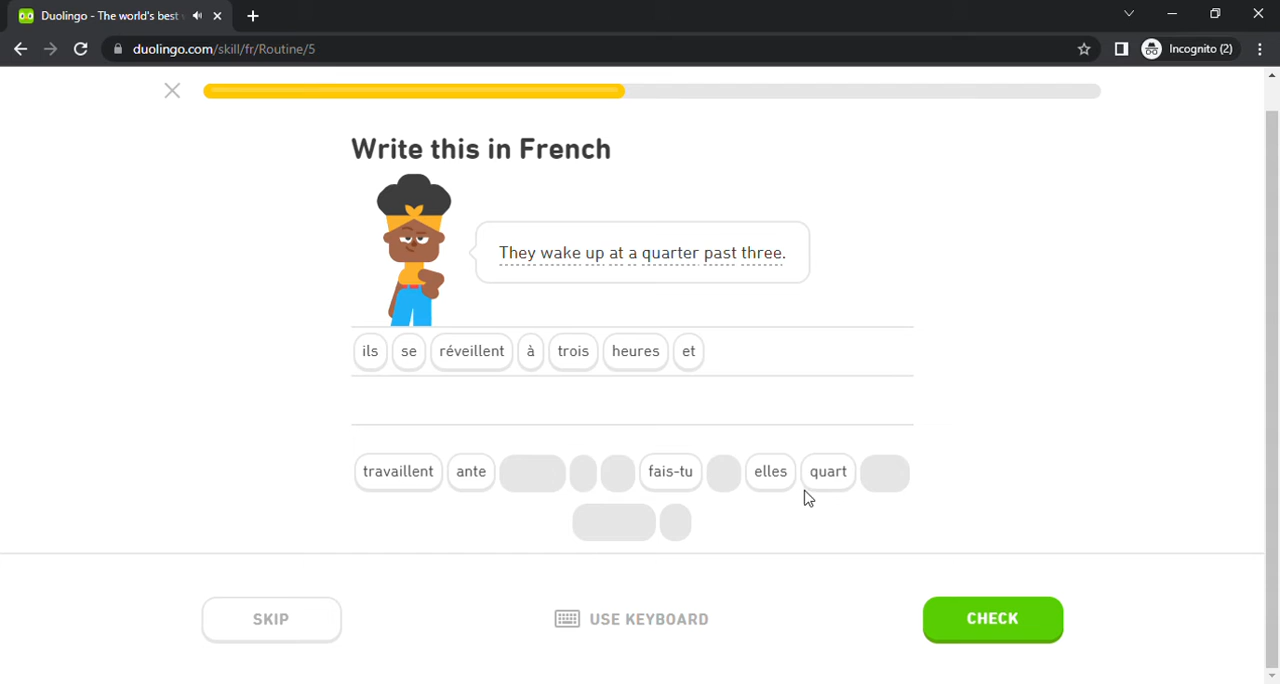 Duolingo - The world's best
duolingo.com/skill/fr/Routine/5
Incognito (2)
Write this in French
They wake up at a quarter past three.
ils se réveillent à trois heures et
travaillent ante fais-tu elles quart
SKIP USE KEYBOARD CHECK